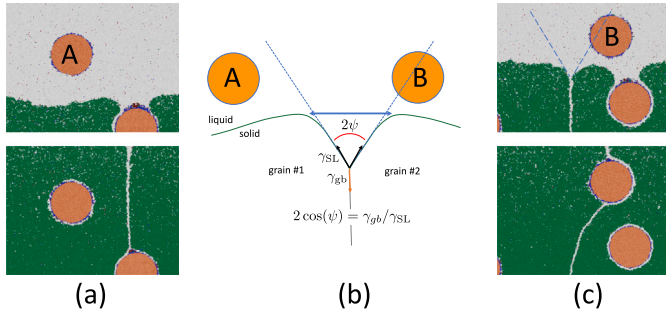 A
B
A
B
2ψ
liquid
solid
γSL
grain #1
grain #2
γgb
2 cos(ψ) = γgb/γSL
(a)
(b)
(c)